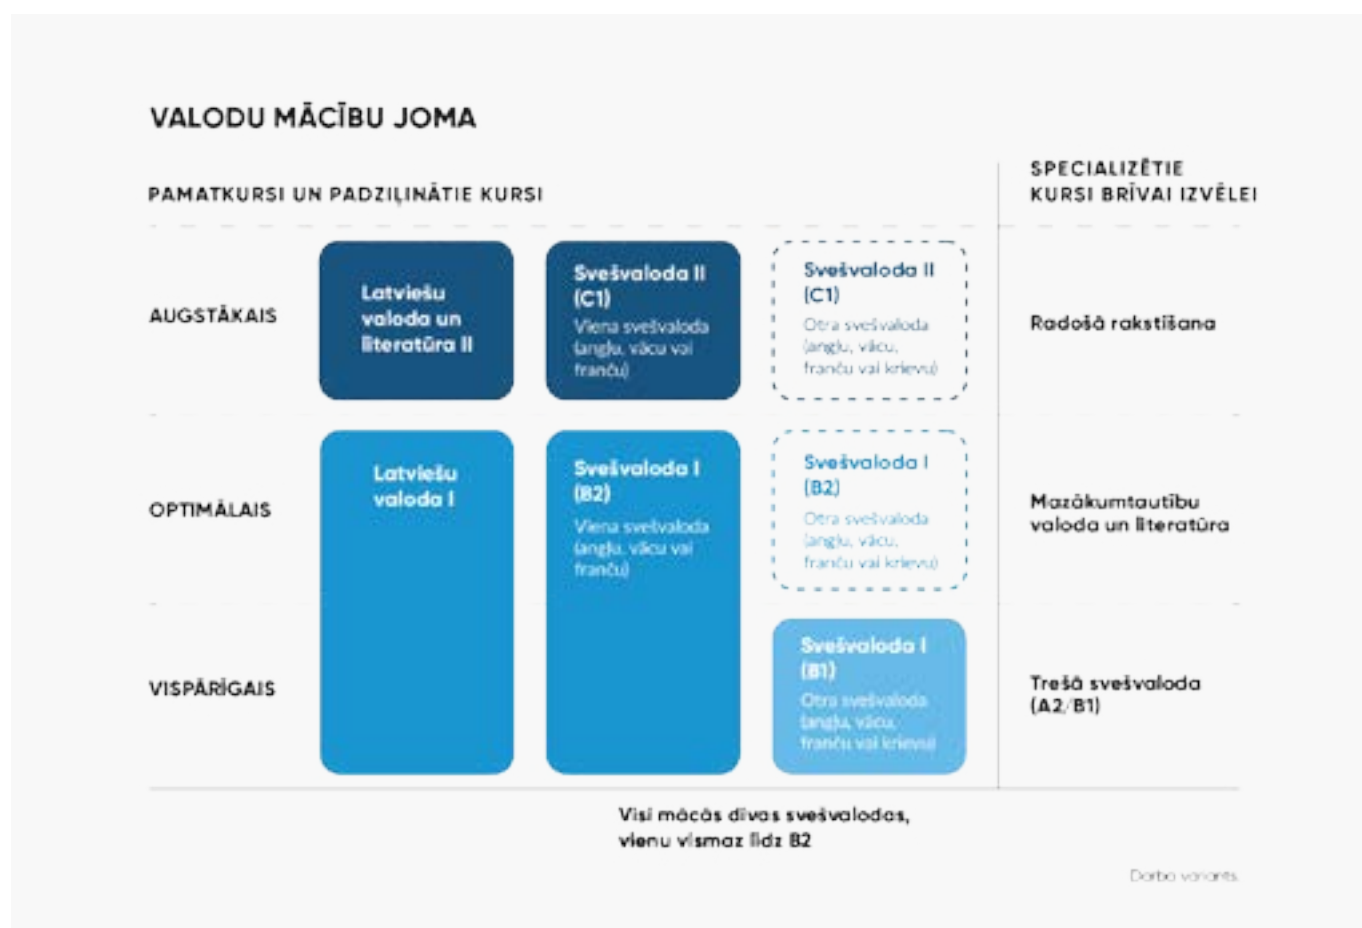 VALODU MĀCĪBU JOMA
PAMATKURSI UN PADZIĻINĀTIE KURSI
SPECIALIZĒTIE
KURSI BRĪVAI IZVĒLEI
AUGSTĀKAIS
Latviešu
valoda un
literatūra II
Svešvaloda II
(C1)
Viena svešvaloda
(angļu, vācu vai
franču)
Svešvaloda II
(C1)
Otra svešvaloda
(angļu, vācu,
franču vai krievu)
Radošā rakstīšana
OPTIMĀLAIS
Latviešu
valoda I
Svešvaloda I
(B2)
Viena svešvaloda
(angļu, vācu vai
franču)
Svešvaloda I
(B2)
Otra svešvaloda
(angļu, vācu,
franču vai krievu)
Mazākumtautību
valoda un literatūra
VISPĀRĪGAIS
Svešvaloda I
(B1)
Otra svešvaloda
(angļu, vācu,
franču vai krievu)
Trešā svešvaloda
(A2/B1)
Visi mācās divas svešvalodas,
vienu vismaz līdz B2
Darba variants